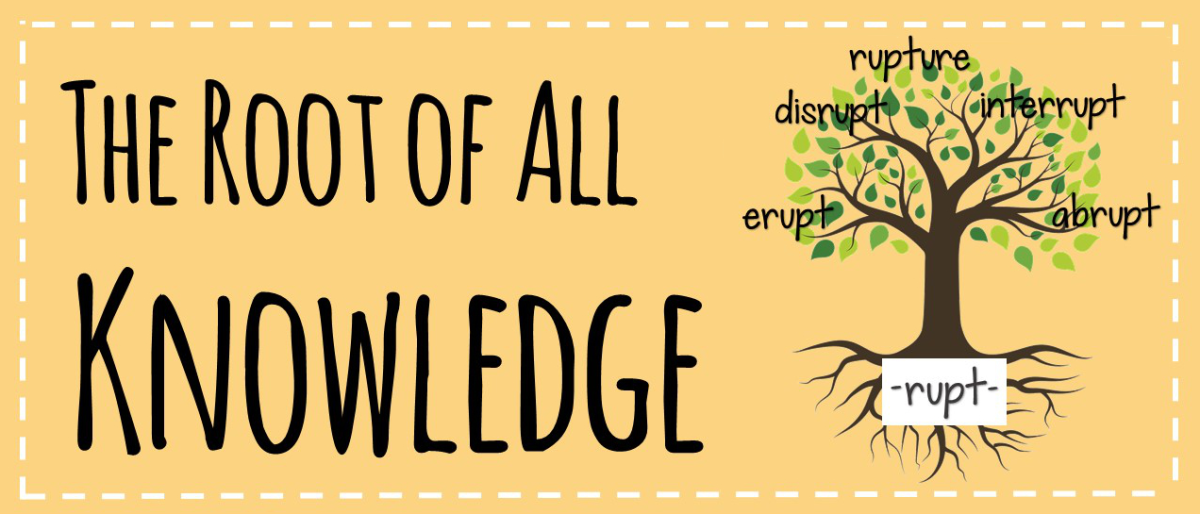 The Root of All
Knowledge
rupture
disrupt
interrupt
erupt
abrupt
-rupt-